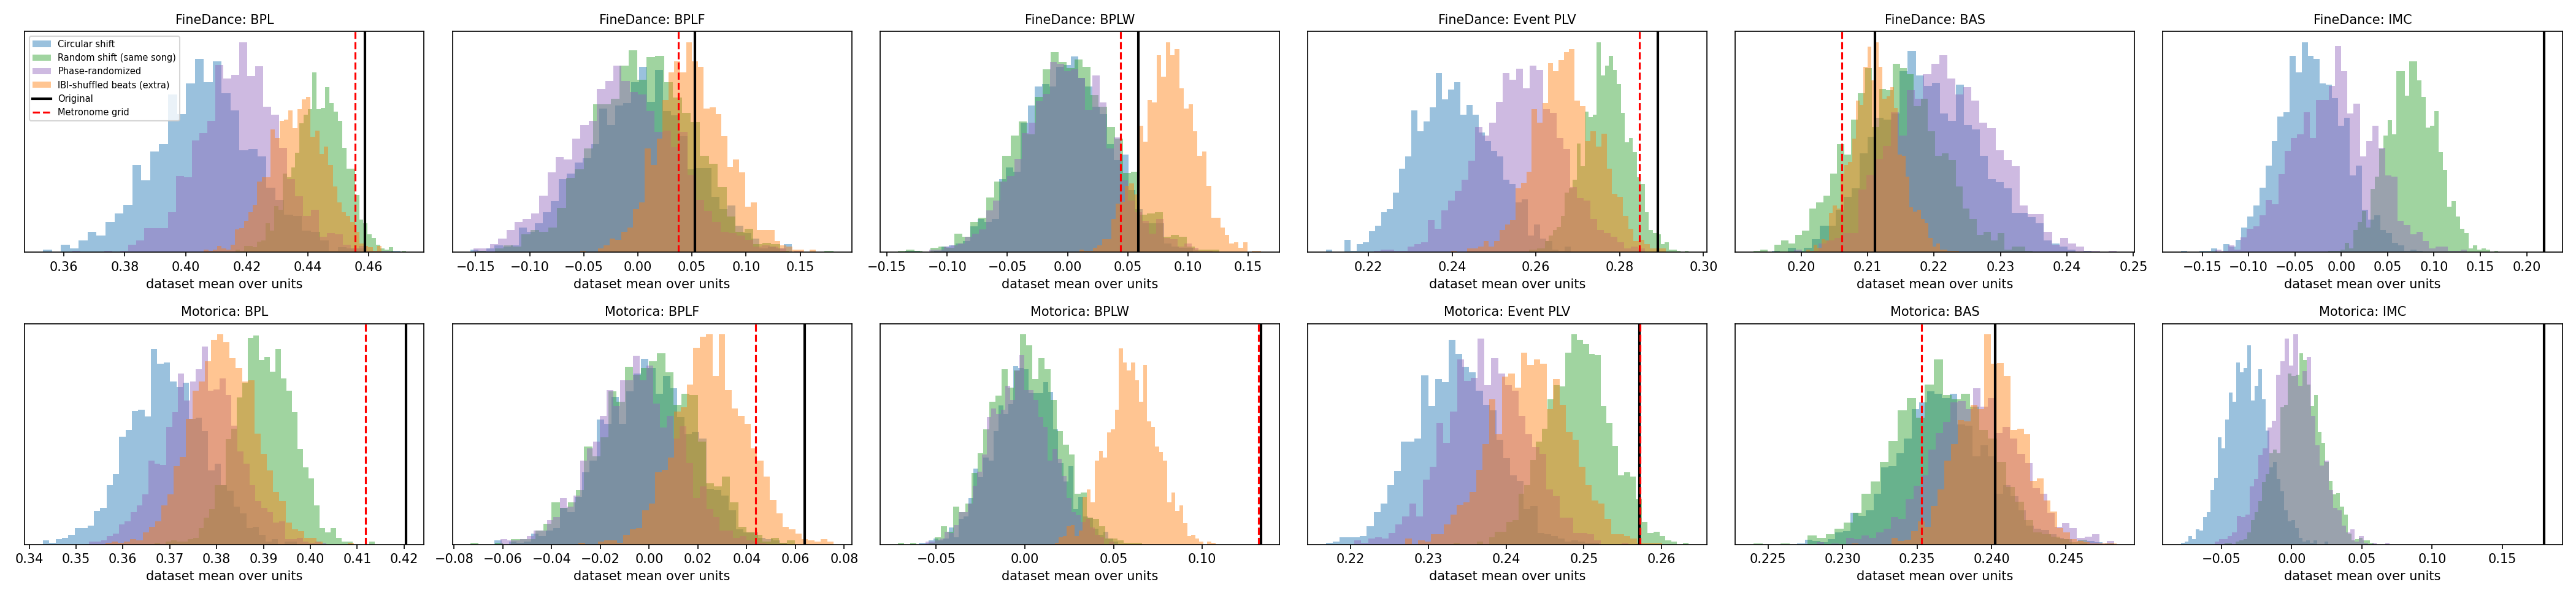 FineDance: BPL
FineDance: BPLF
FineDance: BPLW
FineDance: Event PLV
FineDance: BAS
FineDance: IMC
Circular shift
Random shift (same song)
Phase-randomized
IBI-shuffled beats (extra)
Original
Metronome grid
0.36 0.38 0.40 0.42 0.44 0.46
−0.15 −0.10 −0.05 0.00 0.05 0.10 0.15
−0.15 −0.10 −0.05 0.00 0.05 0.10 0.15
0.22 0.24 0.26 0.28 0.30
0.20 0.21 0.22 0.23 0.24 0.25
−0.15 −0.10 −0.05 0.00 0.05 0.10 0.15 0.20
dataset mean over units
dataset mean over units
dataset mean over units
dataset mean over units
dataset mean over units
dataset mean over units
Motorica: BPL
Motorica: BPLF
Motorica: BPLW
Motorica: Event PLV
Motorica: BAS
Motorica: IMC
0.34 0.35 0.36 0.37 0.38 0.39 0.40 0.41 0.42
−0.08 −0.06 −0.04 −0.02 0.00 0.02 0.04 0.06 0.08
−0.05 0.00 0.05 0.10
0.22 0.23 0.24 0.25 0.26
0.225 0.230 0.235 0.240 0.245
−0.05 0.00 0.05 0.10 0.15
dataset mean over units
dataset mean over units
dataset mean over units
dataset mean over units
dataset mean over units
dataset mean over units